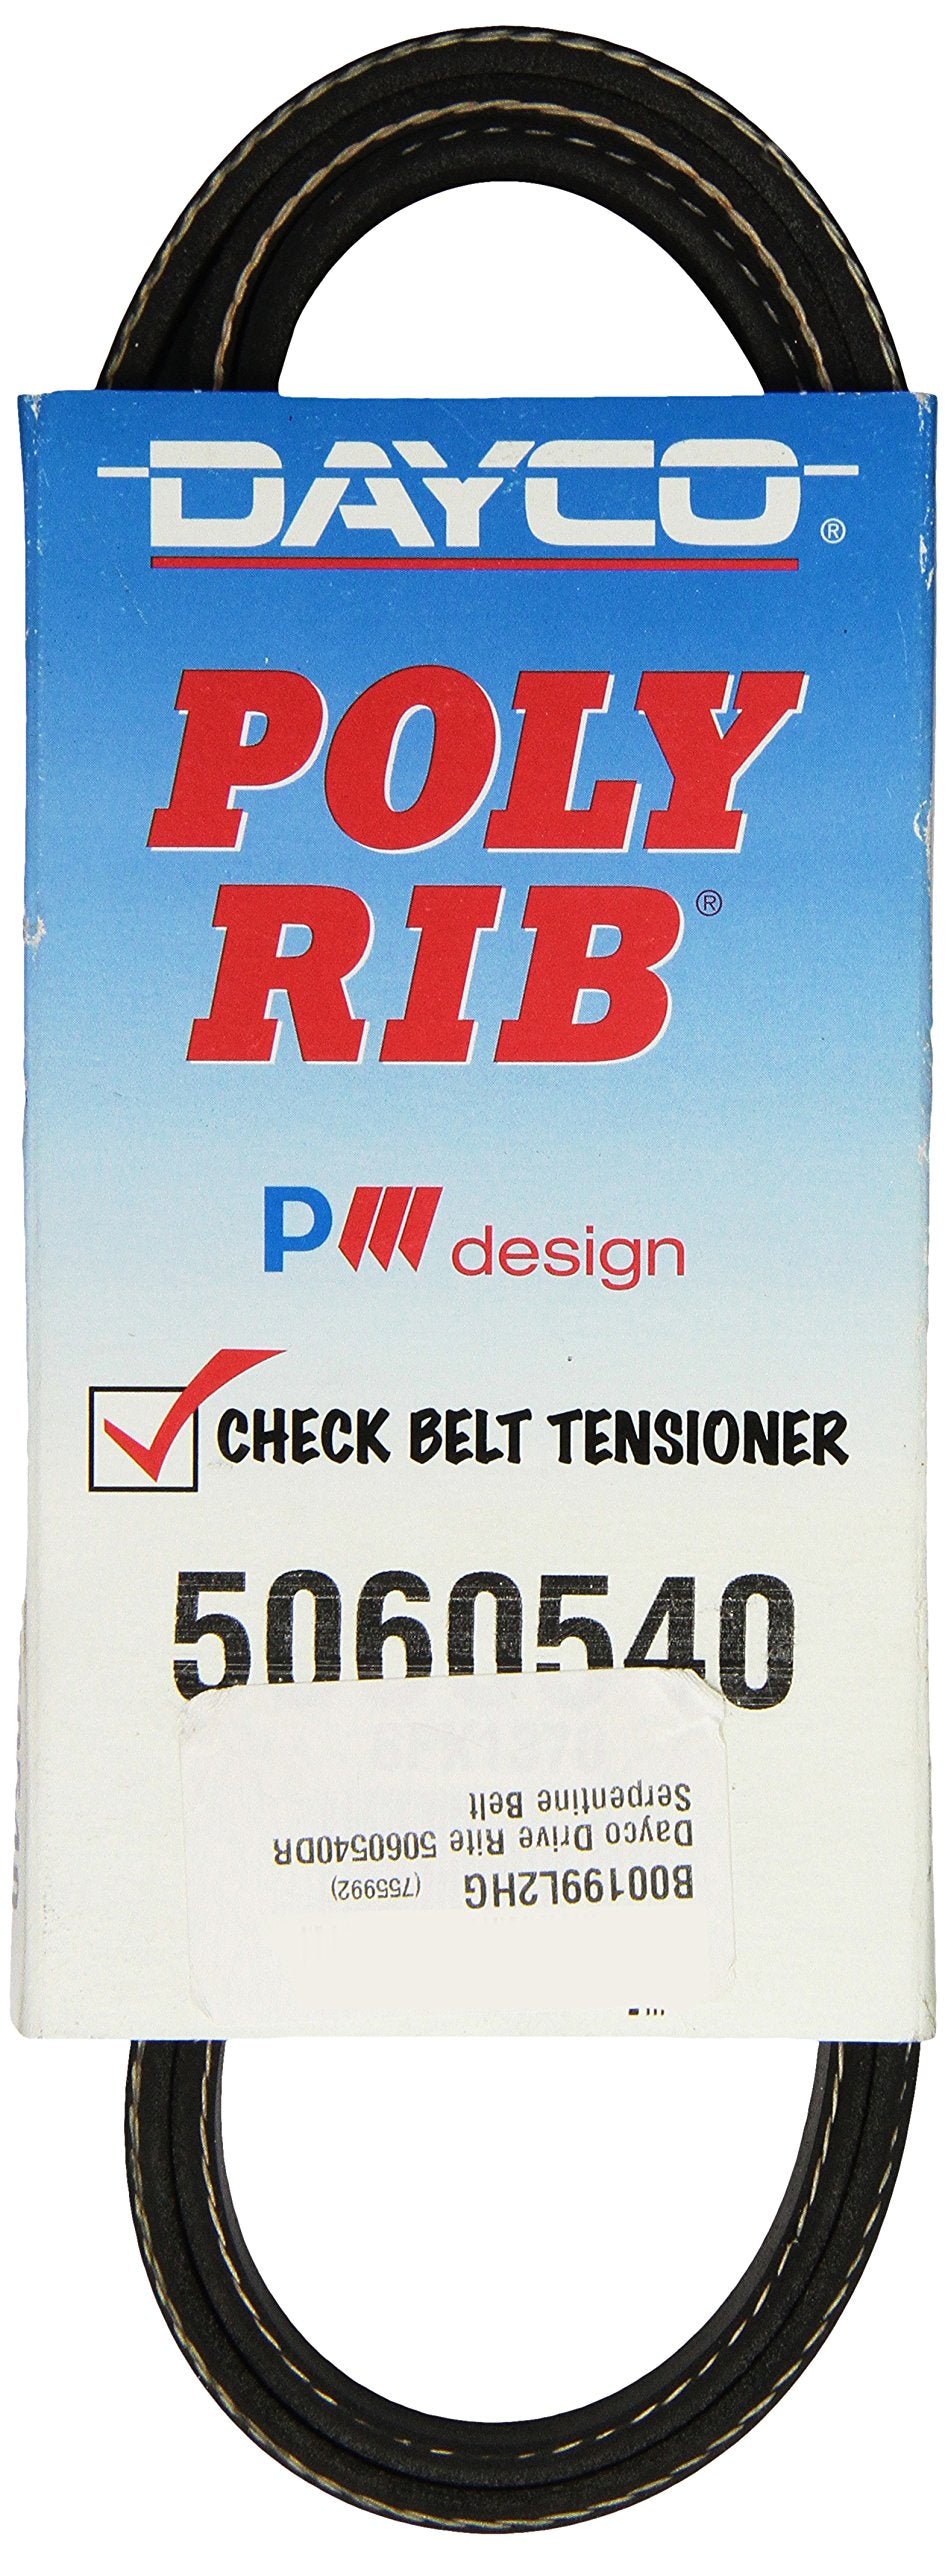 DAYCO®
POLY
RIB®
P design
CHECK BELT TENSIONER
5060540
B00199L2HG (755992)
Dayco Drive Rite 5060540DR
Serpentine Belt